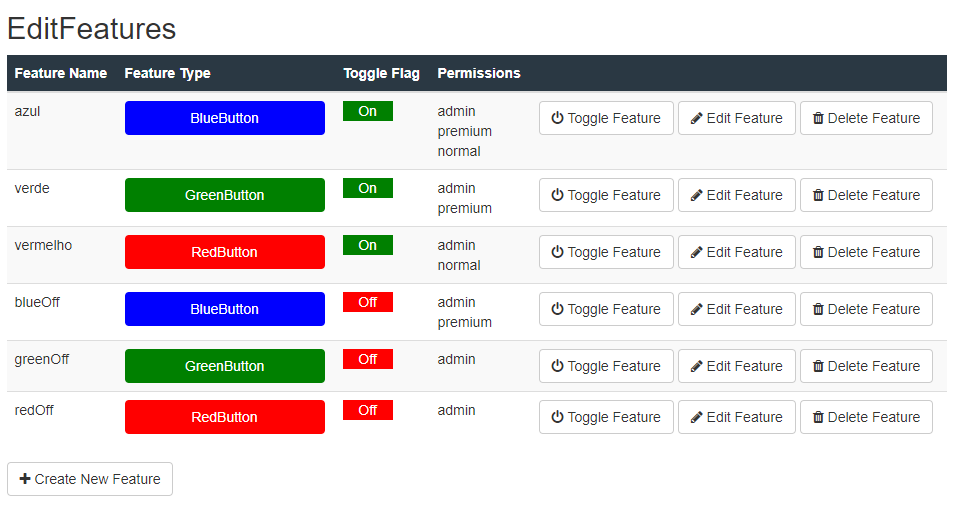 EditFeatures
Feature Name Feature Type Toggle Flag Permissions
azul BlueButton On admin Toggle Feature Edit Feature Delete Feature
premium
normal
verde GreenButton On admin Toggle Feature Edit Feature Delete Feature
premium
vermelho RedButton On admin Toggle Feature Edit Feature Delete Feature
normal
blueOff BlueButton Off admin Toggle Feature Edit Feature Delete Feature
premium
greenOff GreenButton Off admin Toggle Feature Edit Feature Delete Feature
redOff RedButton Off admin Toggle Feature Edit Feature Delete Feature
Create New Feature